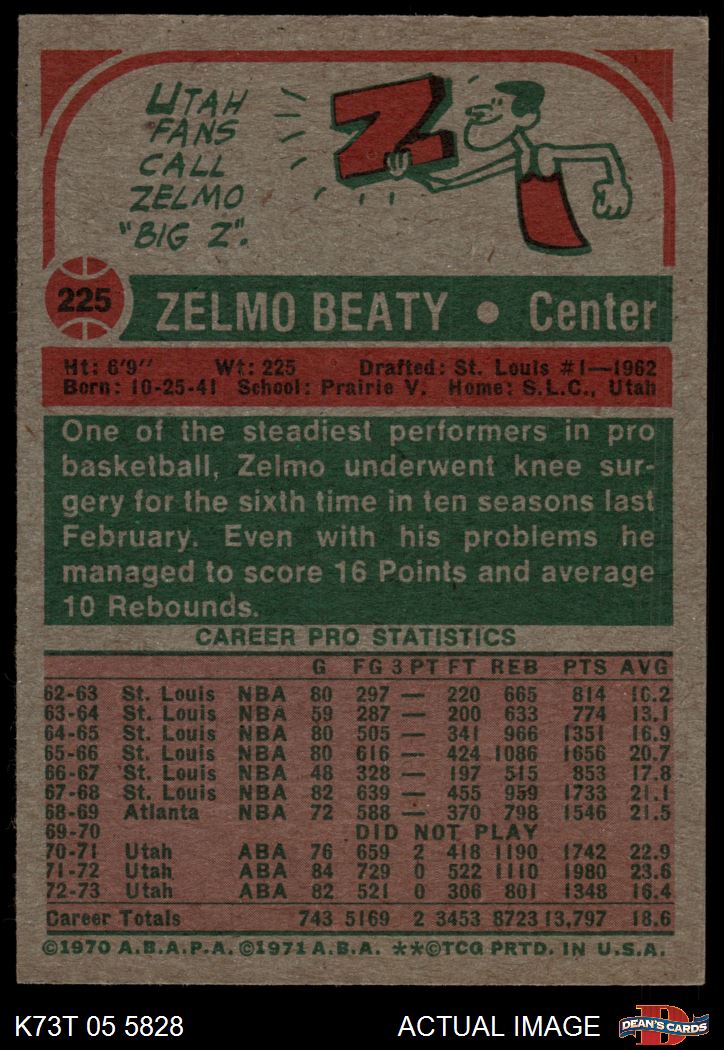 UTAH
FANS
CALL
ZELMO
"BIG Z".
Z
225 ZELMO BEATY • Center
Ht: 6'9" Wt: 225 Drafted: St. Louis #1—1962
Born: 10-25-41 School: Prairie V. Home: S.L.C., Utah
One of the steadiest performers in pro
basketball, Zelmo underwent knee sur-
gery for the sixth time in ten seasons last
February. Even with his problems he
managed to score 16 Points and average
10 Rebounds.
CAREER PRO STATISTICS
G FG 3 PT FT REB PTS AVG
62-63 St. Louis NBA 80 297 — 220 665 814 10.2
63-64 St. Louis NBA 59 287 — 200 633 774 13.1
64-65 St. Louis NBA 80 505 — 341 966 1351 16.9
65-66 St. Louis NBA 80 616 — 424 1086 1656 20.7
66-67 St. Louis NBA 48 328 — 197 515 853 17.8
67-68 St. Louis NBA 82 639 — 455 959 1733 21.1
68-69 Atlanta NBA 72 588 — 370 798 1546 21.5
69-70 DID NOT PLAY
70-71 Utah ABA 76 659 2 418 1190 1742 22.9
71-72 Utah ABA 84 729 0 522 1110 1980 23.6
72-73 Utah ABA 82 521 0 306 801 1348 16.4
Career Totals 743 5169 2 3453 8723 13,797 18.6
©1970 A.B.A.P.A. ©1971 A.B.A. **©TCG PRTD. IN U.S.A.
K73T 05 5828 ACTUAL IMAGE D DEAN'S CARDS